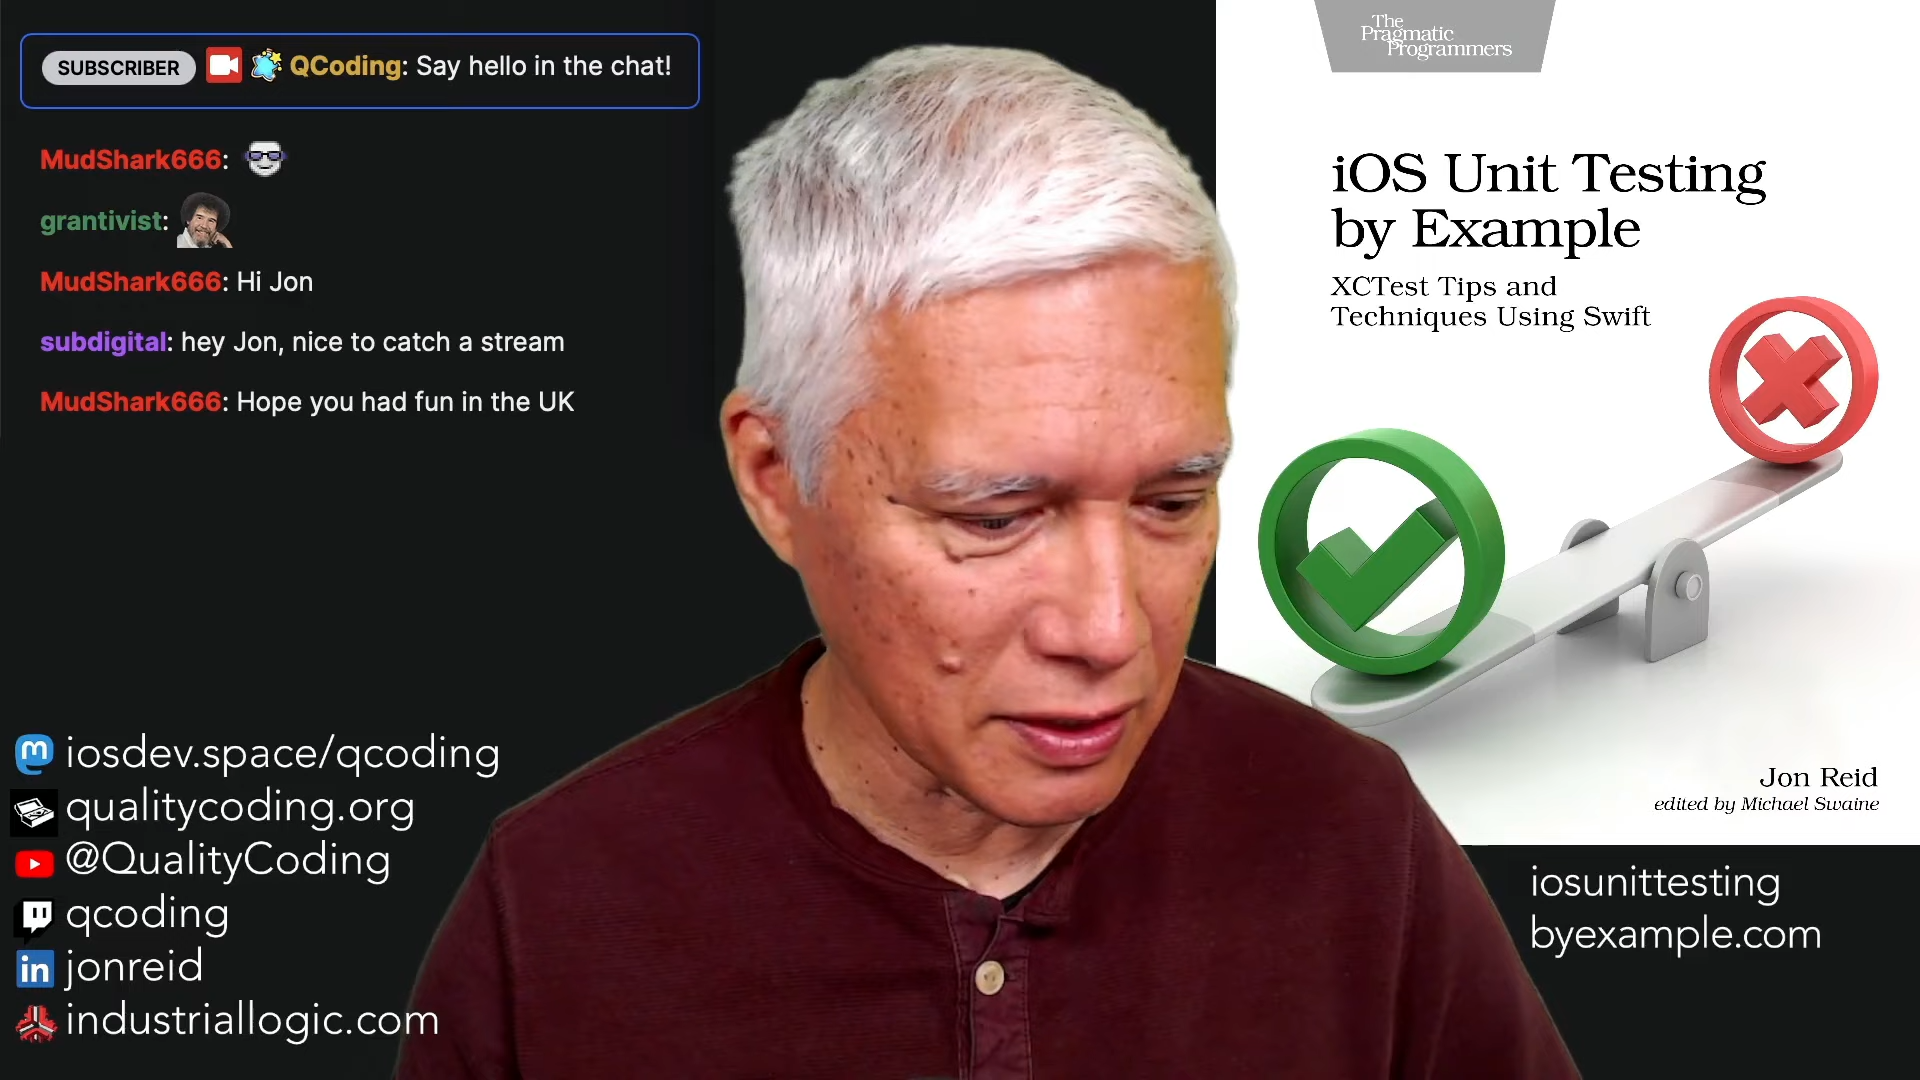 SUBSCRIBER QCoding: Say hello in the chat!
MudShark666:
grantivist:
MudShark666: Hi Jon
subdigital: hey Jon, nice to catch a stream
MudShark666: Hope you had fun in the UK
iosdev.space/qcoding
qualitycoding.org
@QualityCoding
qcoding
jonreid
industriallogic.com
The
Pragmatic
Programmers
iOS Unit Testing
by Example
XCTest Tips and
Techniques Using Swift
Jon Reid
edited by Michael Swaine
iosunittesting
byexample.com